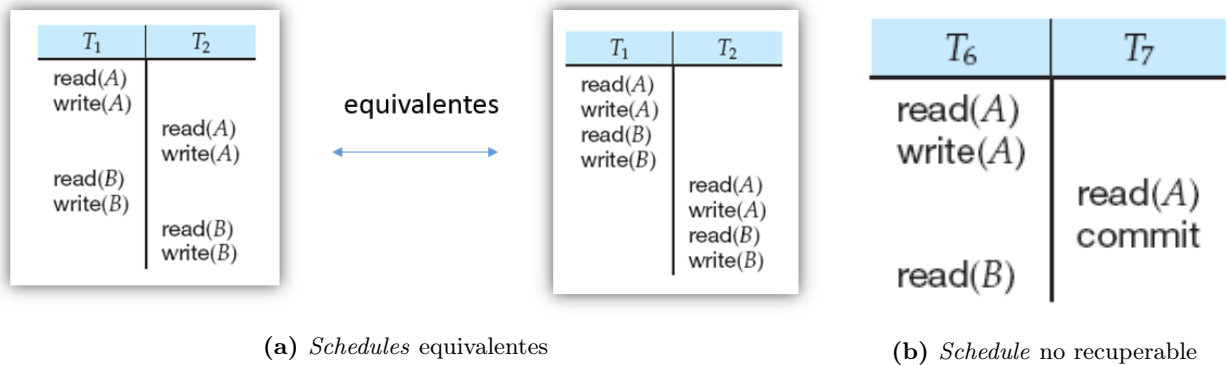 T₁ T₂
read(A)
write(A)
read(A)
write(A)
read(B)
write(B)
read(B)
write(B)
equivalentes
T₁ T₂
read(A)
write(A)
read(B)
write(B)
read(A)
write(A)
read(B)
write(B)
(a) Schedules equivalentes
T₆ T₇
read(A)
write(A)
read(A)
commit
read(B)
(b) Schedule no recuperable